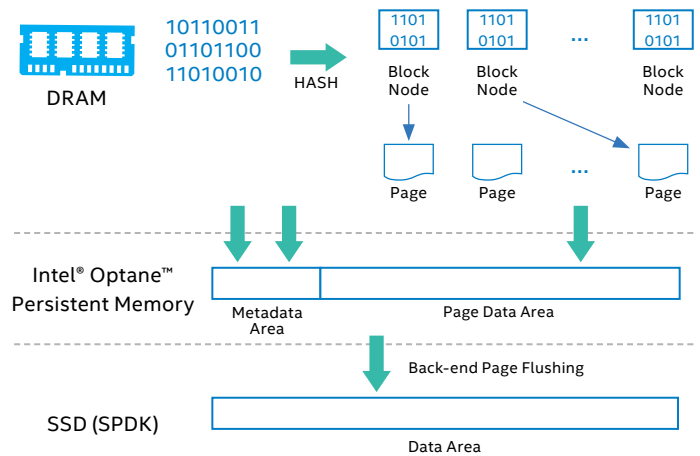 10110011
01101100
11010010
DRAM
HASH
1101
0101
Block
Node
1101
0101
Block
Node
...
1101
0101
Block
Node
Page
Page
...
Page
Intel® Optane™
Persistent Memory
Metadata
Area
Page Data Area
Back-end Page Flushing
SSD (SPDK)
Data Area